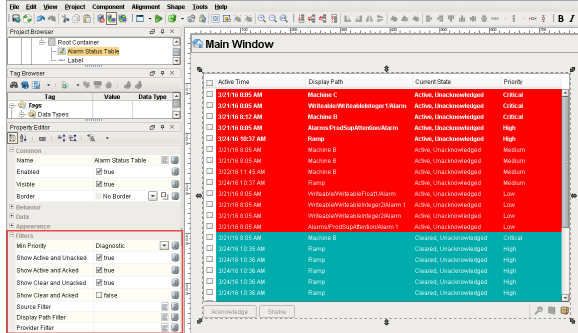 File Edit View Project Component Alignment Shape Tools Help
Project Browser
Root Container
Alarm Status Table
Label
Tag Browser
Tag Value Data Type
Tags
Data Types
Property Editor
Common
Name Alarm Status Table
Enabled true
Visible true
Border No Border
Behavior
Data
Appearance
Filters
Min Priority Diagnostic
Show Active and Unacked true
Show Active and Acked true
Show Clear and Unacked true
Show Clear and Acked false
Source Filter
Display Path Filter
Provider Filter
Main Window
Active Time Display Path Current State Priority
3/21/16 8:05 AM Machine C Active, Unacknowledged Critical
3/21/16 8:05 AM Writeable/WriteableInteger1/Alarm Active, Unacknowledged Critical
3/21/16 8:12 AM Machine B Active, Unacknowledged Critical
3/21/16 8:05 AM Alarms/ProdSupAttention/Alarm Active, Unacknowledged High
3/24/16 10:37 AM Ramp Active, Unacknowledged High
3/21/16 8:05 AM Machine B Active, Unacknowledged Medium
3/23/16 11:45 AM Machine B Active, Unacknowledged Medium
3/24/16 10:37 AM Ramp Active, Unacknowledged Medium
3/21/16 8:05 AM Writeable/WriteableFloat1/Alarm Active, Unacknowledged Low
3/21/16 8:05 AM Writeable/WriteableInteger2/Alarm 1 Active, Unacknowledged Low
3/21/16 8:05 AM Writeable/WriteableInteger2/Alarm Active, Unacknowledged Low
3/21/16 8:05 AM Alarms/ProdSupAttention/Alarm 1 Active, Unacknowledged Low
3/21/16 8:05 AM Machine B Cleared, Unacknowledged Critical
3/24/16 10:35 AM Ramp Cleared, Unacknowledged High
3/24/16 10:36 AM Ramp Cleared, Unacknowledged High
3/24/16 10:36 AM Ramp Cleared, Unacknowledged High
3/24/16 10:36 AM Ramp Cleared, Unacknowledged High
3/24/16 10:36 AM Ramp Cleared, Unacknowledged High
Acknowledge Shelve